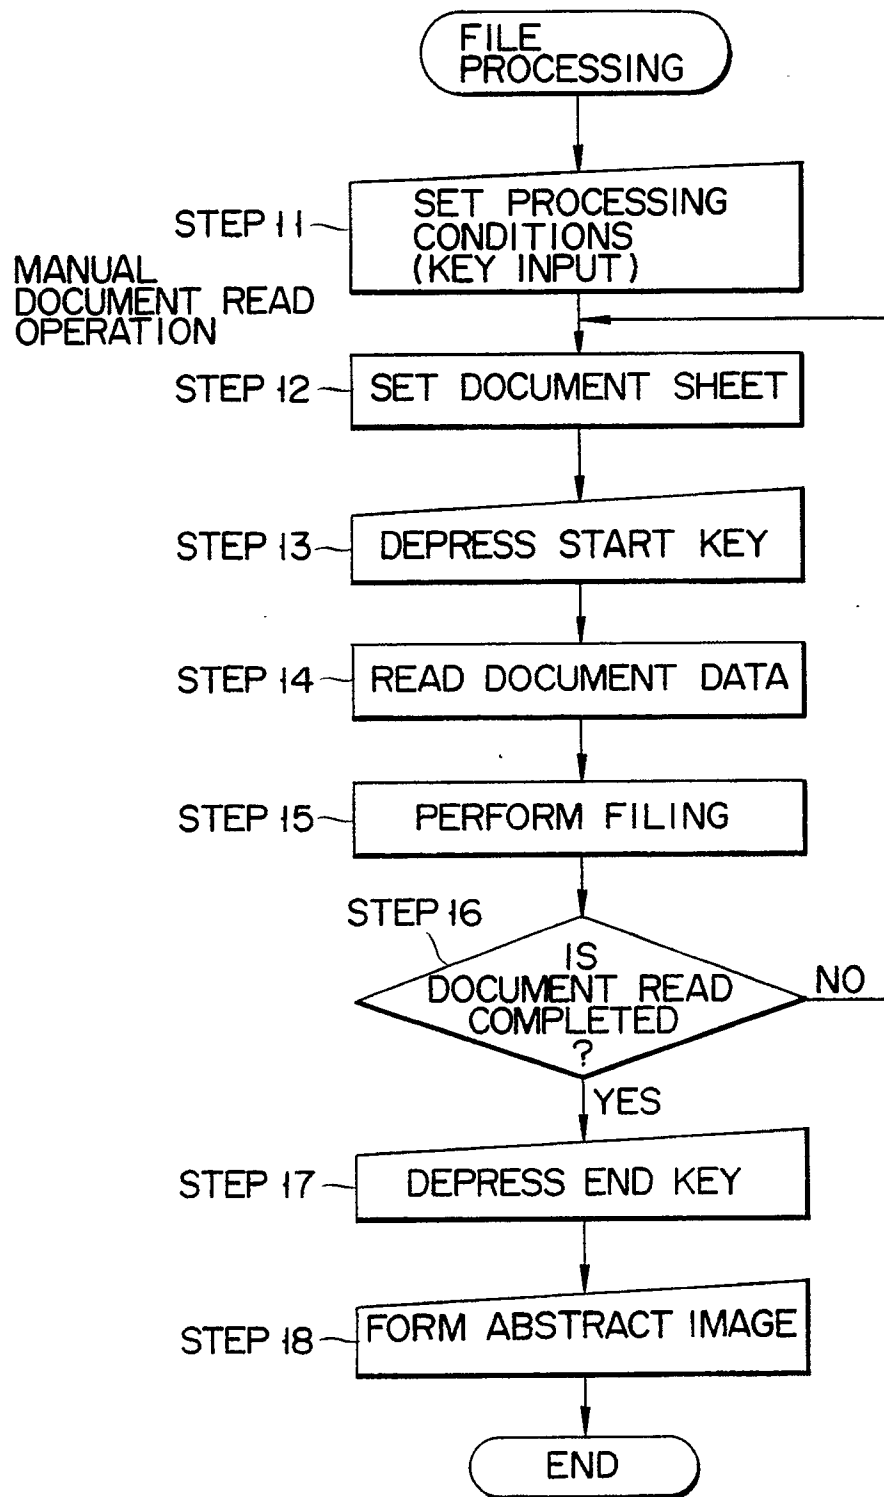 FILE
PROCESSING
STEP 11
SET PROCESSING
CONDITIONS
(KEY INPUT)
MANUAL
DOCUMENT READ
OPERATION
STEP 12
SET DOCUMENT SHEET
STEP 13
DEPRESS START KEY
STEP 14
READ DOCUMENT DATA
STEP 15
PERFORM FILING
STEP 16
IS
DOCUMENT READ
COMPLETED
?
NO
YES
STEP 17
DEPRESS END KEY
STEP 18
FORM ABSTRACT IMAGE
END